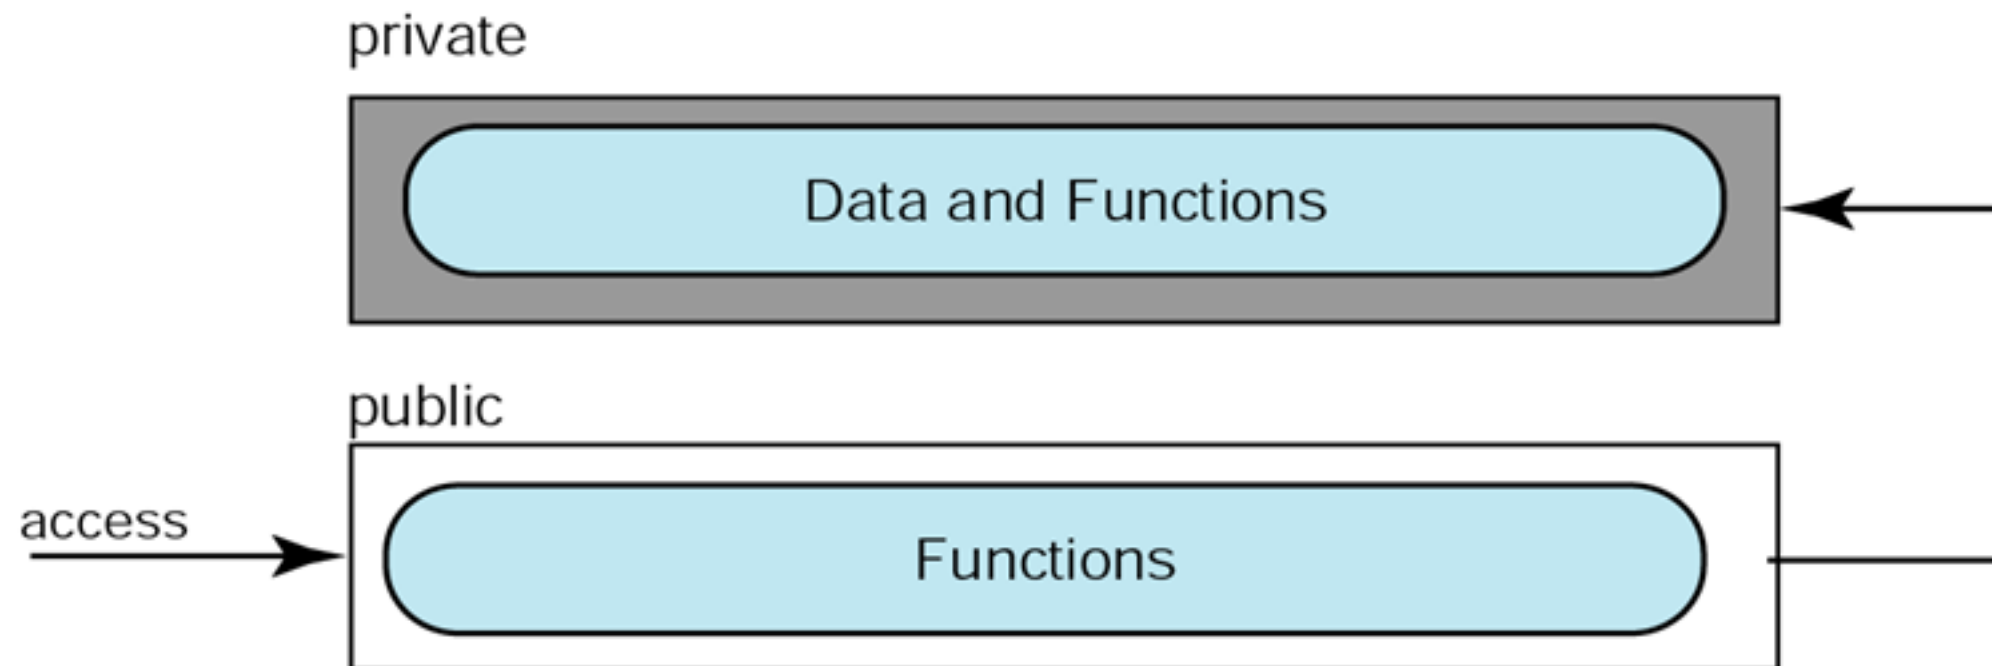 private
Data and Functions
public
access
Functions